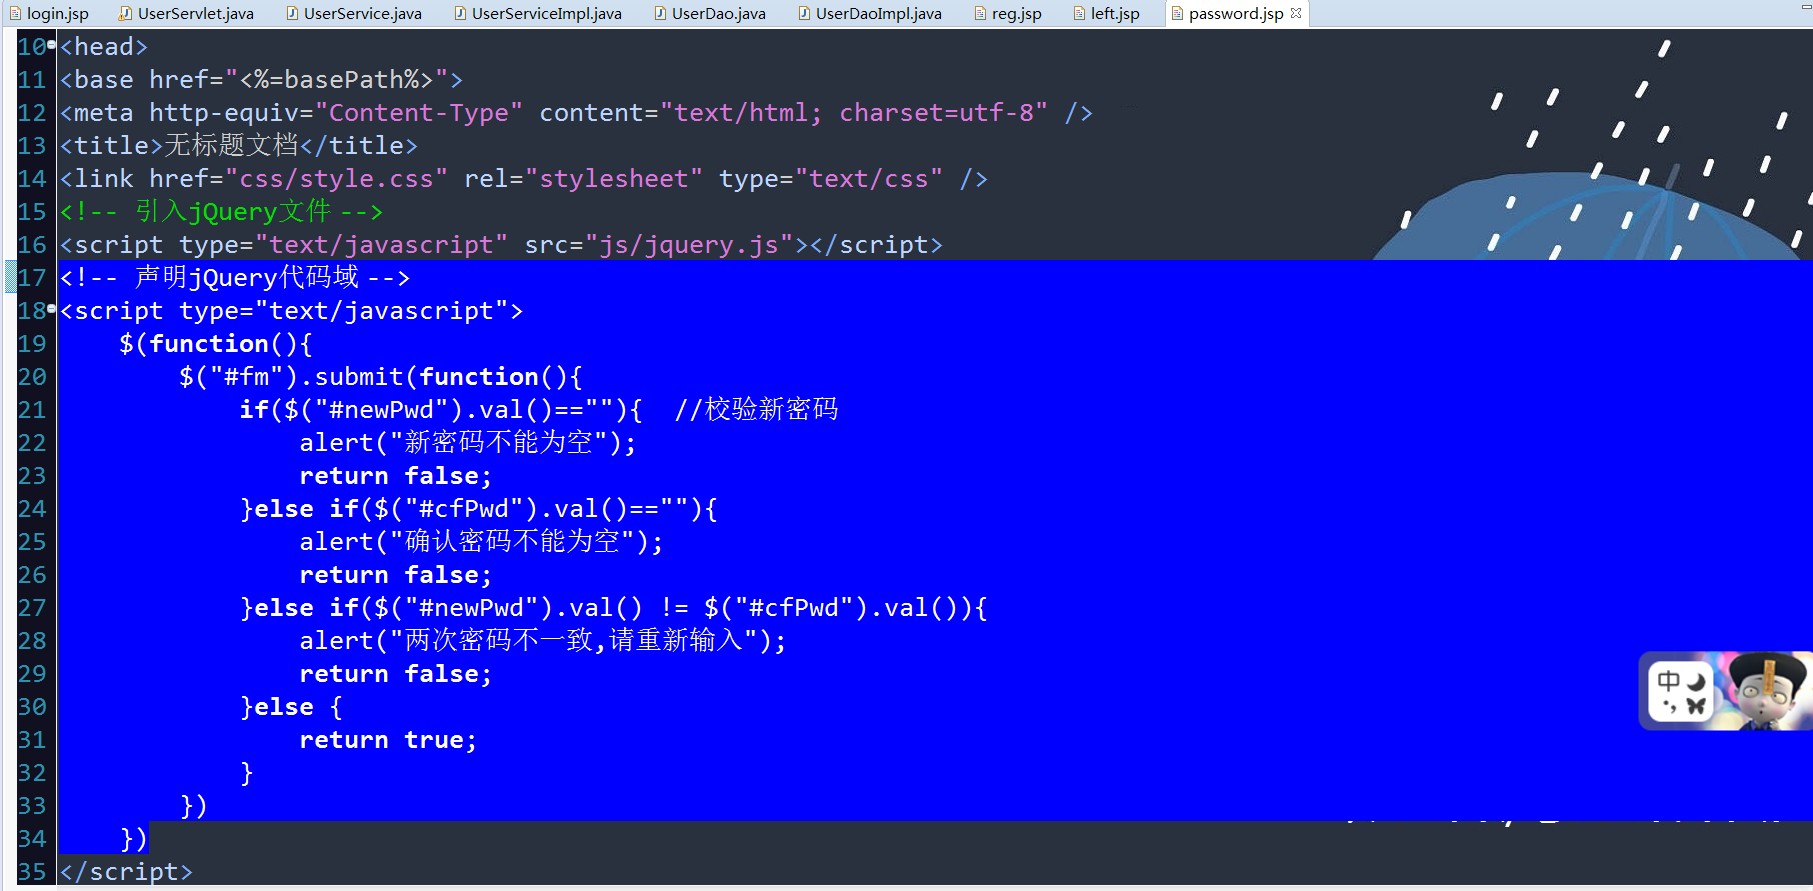 login.jsp UserServlet.java UserService.java UserServiceImpl.java UserDao.java UserDaoImpl.java reg.jsp left.jsp password.jsp
10 <head>
11 <base href="<%=basePath%>">
12 <meta http-equiv="Content-Type" content="text/html; charset=utf-8" />
13 <title>无标题文档</title>
14 <link href="css/style.css" rel="stylesheet" type="text/css" />
15 <!-- 引入jQuery文件 -->
16 <script type="text/javascript" src="js/jquery.js"></script>
17 <!-- 声明jQuery代码域 -->
18 <script type="text/javascript">
19     $(function(){
20         $("#fm").submit(function(){
21             if($("#newPwd").val()==""){  //校验新密码
22                 alert("新密码不能为空");
23                 return false;
24             }else if($("#cfPwd").val()==""){
25                 alert("确认密码不能为空");
26                 return false;
27             }else if($("#newPwd").val() != $("#cfPwd").val()){
28                 alert("两次密码不一致,请重新输入");
29                 return false;
30             }else {
31                 return true;
32             }
33         })
34     })
35 </script>
中